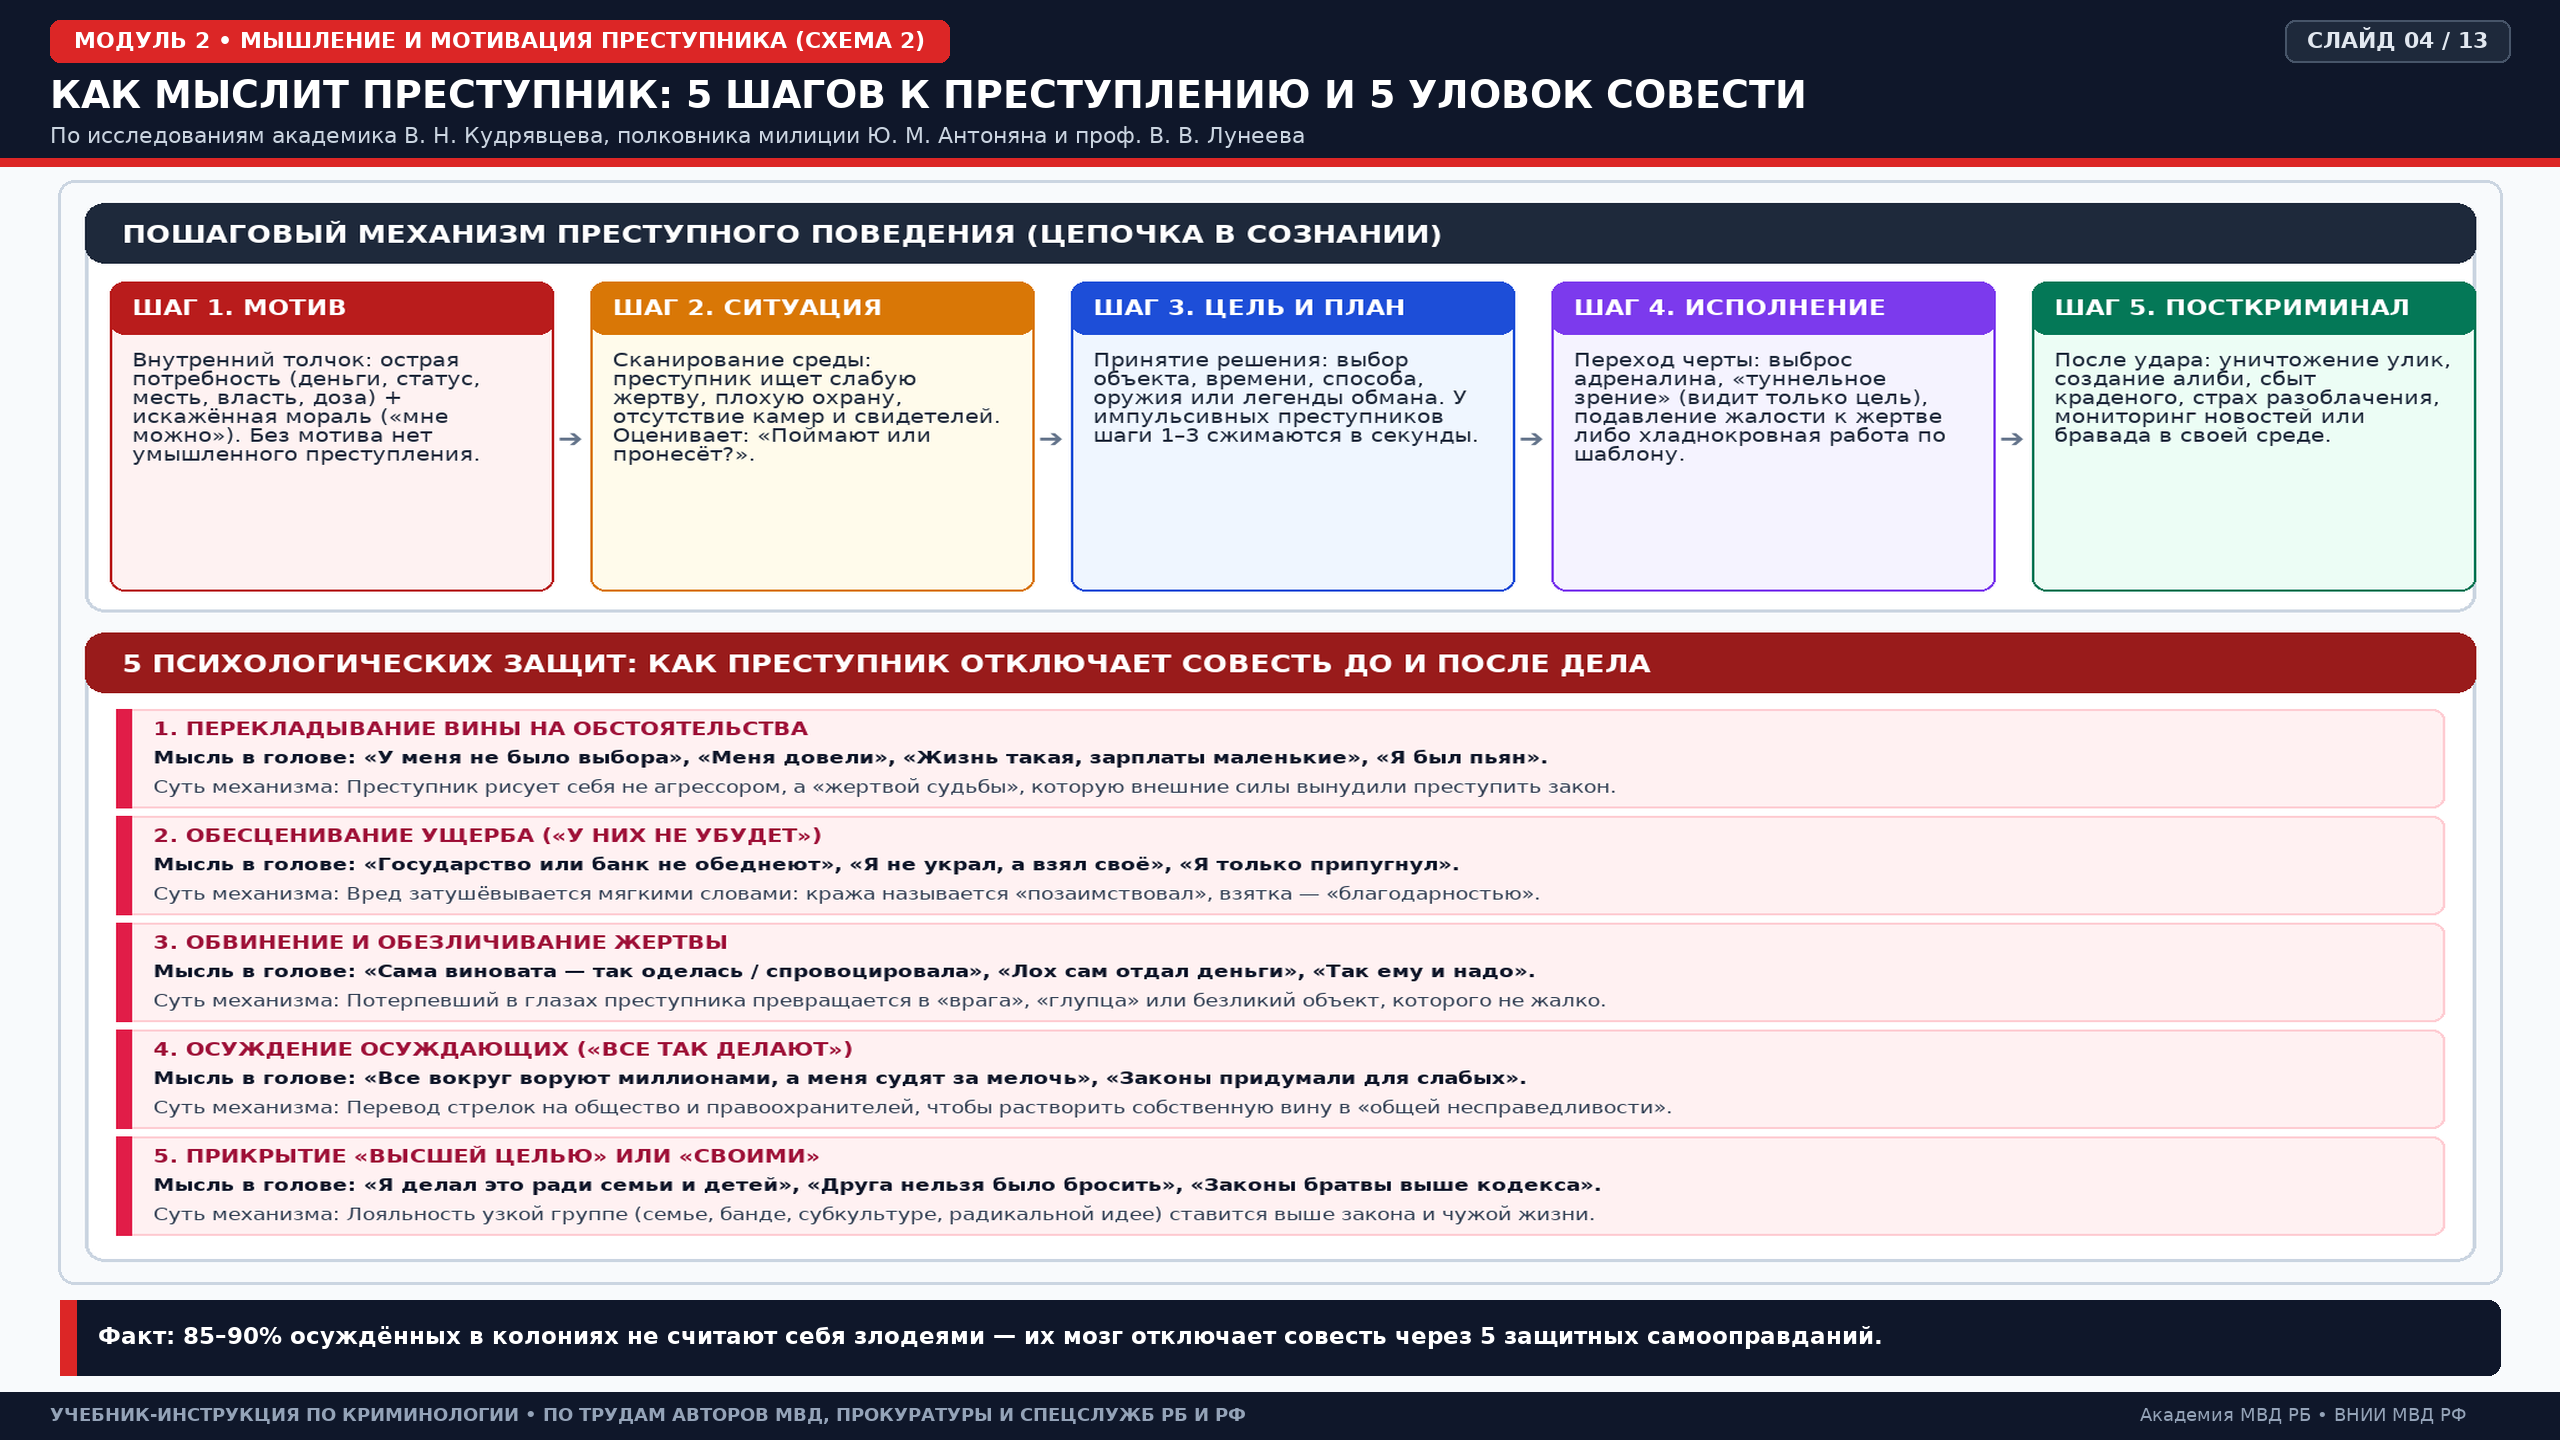 МОДУЛЬ 2 • МЫШЛЕНИЕ И МОТИВАЦИЯ ПРЕСТУПНИКА (СХЕМА 2)
СЛАЙД 04 / 13
КАК МЫСЛИТ ПРЕСТУПНИК: 5 ШАГОВ К ПРЕСТУПЛЕНИЮ И 5 УЛОВОК СОВЕСТИ
По исследованиям академика В. Н. Кудрявцева, полковника милиции Ю. М. Антоняна и проф. В. В. Лунеева
ПОШАГОВЫЙ МЕХАНИЗМ ПРЕСТУПНОГО ПОВЕДЕНИЯ (ЦЕПОЧКА В СОЗНАНИИ)
ШАГ 1. МОТИВ
Внутренний толчок: острая
потребность (деньги, статус,
месть, власть, доза) +
искажённая мораль («мне
можно»). Без мотива нет
умышленного преступления.
→
ШАГ 2. СИТУАЦИЯ
Сканирование среды:
преступник ищет слабую
жертву, плохую охрану,
отсутствие камер и свидетелей.
Оценивает: «Поймают или
пронесёт?».
→
ШАГ 3. ЦЕЛЬ И ПЛАН
Принятие решения: выбор
объекта, времени, способа,
оружия или легенды обмана. У
импульсивных преступников
шаги 1–3 сжимаются в секунды.
→
ШАГ 4. ИСПОЛНЕНИЕ
Переход черты: выброс
адреналина, «туннельное
зрение» (видит только цель),
подавление жалости к жертве
либо хладнокровная работа по
шаблону.
→
ШАГ 5. ПОСТКРИМИНАЛ
После удара: уничтожение улик,
создание алиби, сбыт
краденого, страх разоблачения,
мониторинг новостей или
бравада в своей среде.
5 ПСИХОЛОГИЧЕСКИХ ЗАЩИТ: КАК ПРЕСТУПНИК ОТКЛЮЧАЕТ СОВЕСТЬ ДО И ПОСЛЕ ДЕЛА
1. ПЕРЕКЛАДЫВАНИЕ ВИНЫ НА ОБСТОЯТЕЛЬСТВА
Мысль в голове: «У меня не было выбора», «Меня довели», «Жизнь такая, зарплаты маленькие», «Я был пьян».
Суть механизма: Преступник рисует себя не агрессором, а «жертвой судьбы», которую внешние силы вынудили преступить закон.
2. ОБЕСЦЕНИВАНИЕ УЩЕРБА («У НИХ НЕ УБУДЕТ»)
Мысль в голове: «Государство или банк не обеднеют», «Я не украл, а взял своё», «Я только припугнул».
Суть механизма: Вред затушёвывается мягкими словами: кража называется «позаимствовал», взятка — «благодарностью».
3. ОБВИНЕНИЕ И ОБЕЗЛИЧИВАНИЕ ЖЕРТВЫ
Мысль в голове: «Сама виновата — так оделась / спровоцировала», «Лох сам отдал деньги», «Так ему и надо».
Суть механизма: Потерпевший в глазах преступника превращается в «врага», «глупца» или безликий объект, которого не жалко.
4. ОСУЖДЕНИЕ ОСУЖДАЮЩИХ («ВСЕ ТАК ДЕЛАЮТ»)
Мысль в голове: «Все вокруг воруют миллионами, а меня судят за мелочь», «Законы придумали для слабых».
Суть механизма: Перевод стрелок на общество и правоохранителей, чтобы растворить собственную вину в «общей несправедливости».
5. ПРИКРЫТИЕ «ВЫСШЕЙ ЦЕЛЬЮ» ИЛИ «СВОИМИ»
Мысль в голове: «Я делал это ради семьи и детей», «Друга нельзя было бросить», «Законы братвы выше кодекса».
Суть механизма: Лояльность узкой группе (семье, банде, субкультуре, радикальной идее) ставится выше закона и чужой жизни.
Факт: 85–90% осуждённых в колониях не считают себя злодеями — их мозг отключает совесть через 5 защитных самооправданий.
УЧЕБНИК-ИНСТРУКЦИЯ ПО КРИМИНОЛОГИИ • ПО ТРУДАМ АВТОРОВ МВД, ПРОКУРАТУРЫ И СПЕЦСЛУЖБ РБ И РФ
Академия МВД РБ • ВНИИ МВД РФ